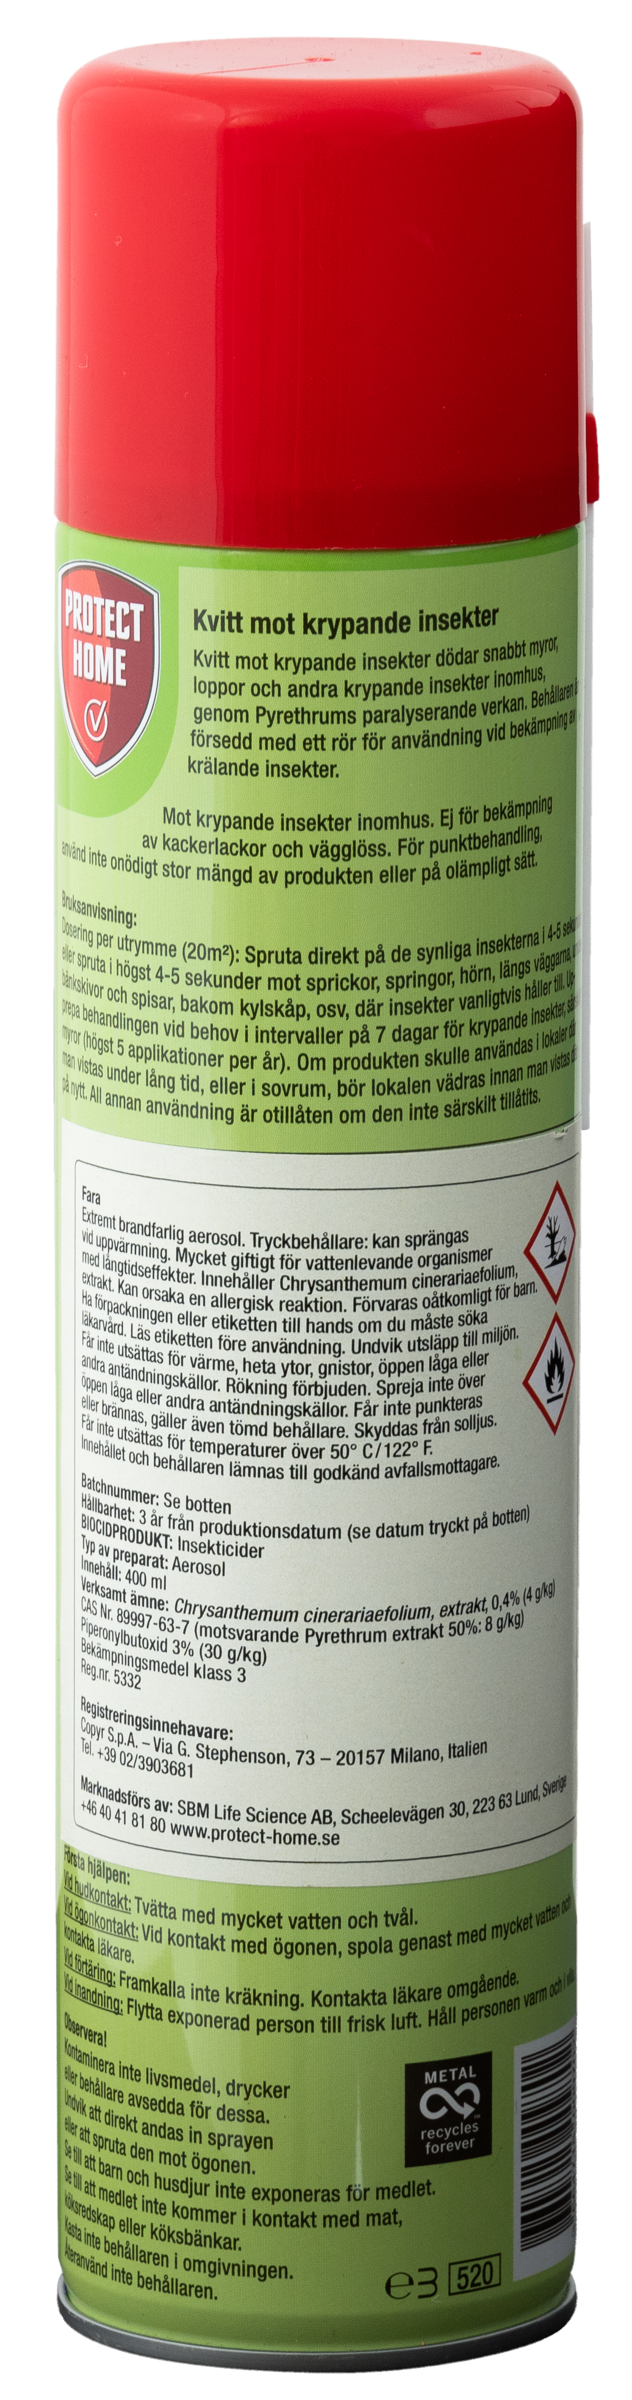 PROTECT
HOME
Kvitt mot krypande insekter
Kvitt mot krypande insekter dödar snabbt myror,
loppor och andra krypande insekter inomhus,
genom Pyrethrums paralyserande verkan. Behållaren
försedd med ett rör för användning vid bekämpning av
krälande insekter.
Mot krypande insekter inomhus. Ej för bekämpning
av kackerlackor och vägglöss. För punktbehandling,
använd inte onödigt stor mängd av produkten eller på olämpligt sätt.
Bruksanvisning:
Dosering per utrymme (20m²): Spruta direkt på de synliga insekterna i 4-5
eller spruta i högst 4-5 sekunder mot sprickor, springor, hörn, längs väggarna,
bänkskivor och spisar, bakom kylskåp, osv, där insekter vanligtvis håller till. Up-
prepa behandlingen vid behov i intervaller på 7 dagar för krypande insekter,
myror (högst 5 applikationer per år). Om produkten skulle användas i lokaler där
man vistas under lång tid, eller i sovrum, bör lokalen vädras innan man vistas
på nytt. All annan användning är otillåten om den inte särskilt tillåtits.
Fara
Extremt brandfarlig aerosol. Tryckbehållare: kan sprängas
vid uppvärmning. Mycket giftigt för vattenlevande organismer
med långtidseffekter. Innehåller Chrysanthemum cinerariaefolium,
extrakt. Kan orsaka en allergisk reaktion. Förvaras oåtkomligt för barn.
Ha förpackningen eller etiketten till hands om du måste söka
läkarvård. Läs etiketten före användning. Undvik utsläpp till miljön.
Får inte utsättas för värme, heta ytor, gnistor, öppen låga eller
andra antändningskällor. Rökning förbjuden. Spreja inte över
öppen låga eller andra antändningskällor. Får inte punkteras
eller brännas, gäller även tömd behållare. Skyddas från solljus.
Får inte utsättas för temperaturer över 50° C/122° F.
Innehållet och behållaren lämnas till godkänd avfallsmottagare.
Batchnummer: Se botten
Hållbarhet: 3 år från produktionsdatum (se datum tryckt på botten)
BIOCIDPRODUKT: Insekticider
Typ av preparat: Aerosol
Innehåll: 400 ml
Verksamt ämne: Chrysanthemum cinerariaefolium, extrakt, 0,4% (4 g/kg)
CAS Nr. 89997-63-7 (motsvarande Pyrethrum extrakt 50%: 8 g/kg)
Piperonylbutoxid 3% (30 g/kg)
Bekämpningsmedel klass 3
Reg.nr. 5332
Registreringsinnehavare:
Copyr S.p.A. – Via G. Stephenson, 73 – 20157 Milano, Italien
Tel. +39 02/3903681
Marknadsförs av: SBM Life Science AB, Scheelevägen 30, 223 63 Lund, Sverige
+46 40 41 81 80 www.protect-home.se
Första hjälpen:
Vid hudkontakt: Tvätta med mycket vatten och tvål.
Vid ögonkontakt: Vid kontakt med ögonen, spola genast med mycket vatten och
kontakta läkare.
Vid förtäring: Framkalla inte kräkning. Kontakta läkare omgående.
Vid inandning: Flytta exponerad person till frisk luft. Håll personen varm och i
Observera!
Kontaminera inte livsmedel, drycker
eller behållare avsedda för dessa.
Undvik att direkt andas in sprayen
eller att spruta den mot ögonen.
Se till att barn och husdjur inte exponeras för medlet.
Se till att medlet inte kommer i kontakt med mat,
köksredskap eller köksbänkar.
Kasta inte behållaren i omgivningen.
Återanvänd inte behållaren.
METAL
recycles
forever
e3 520